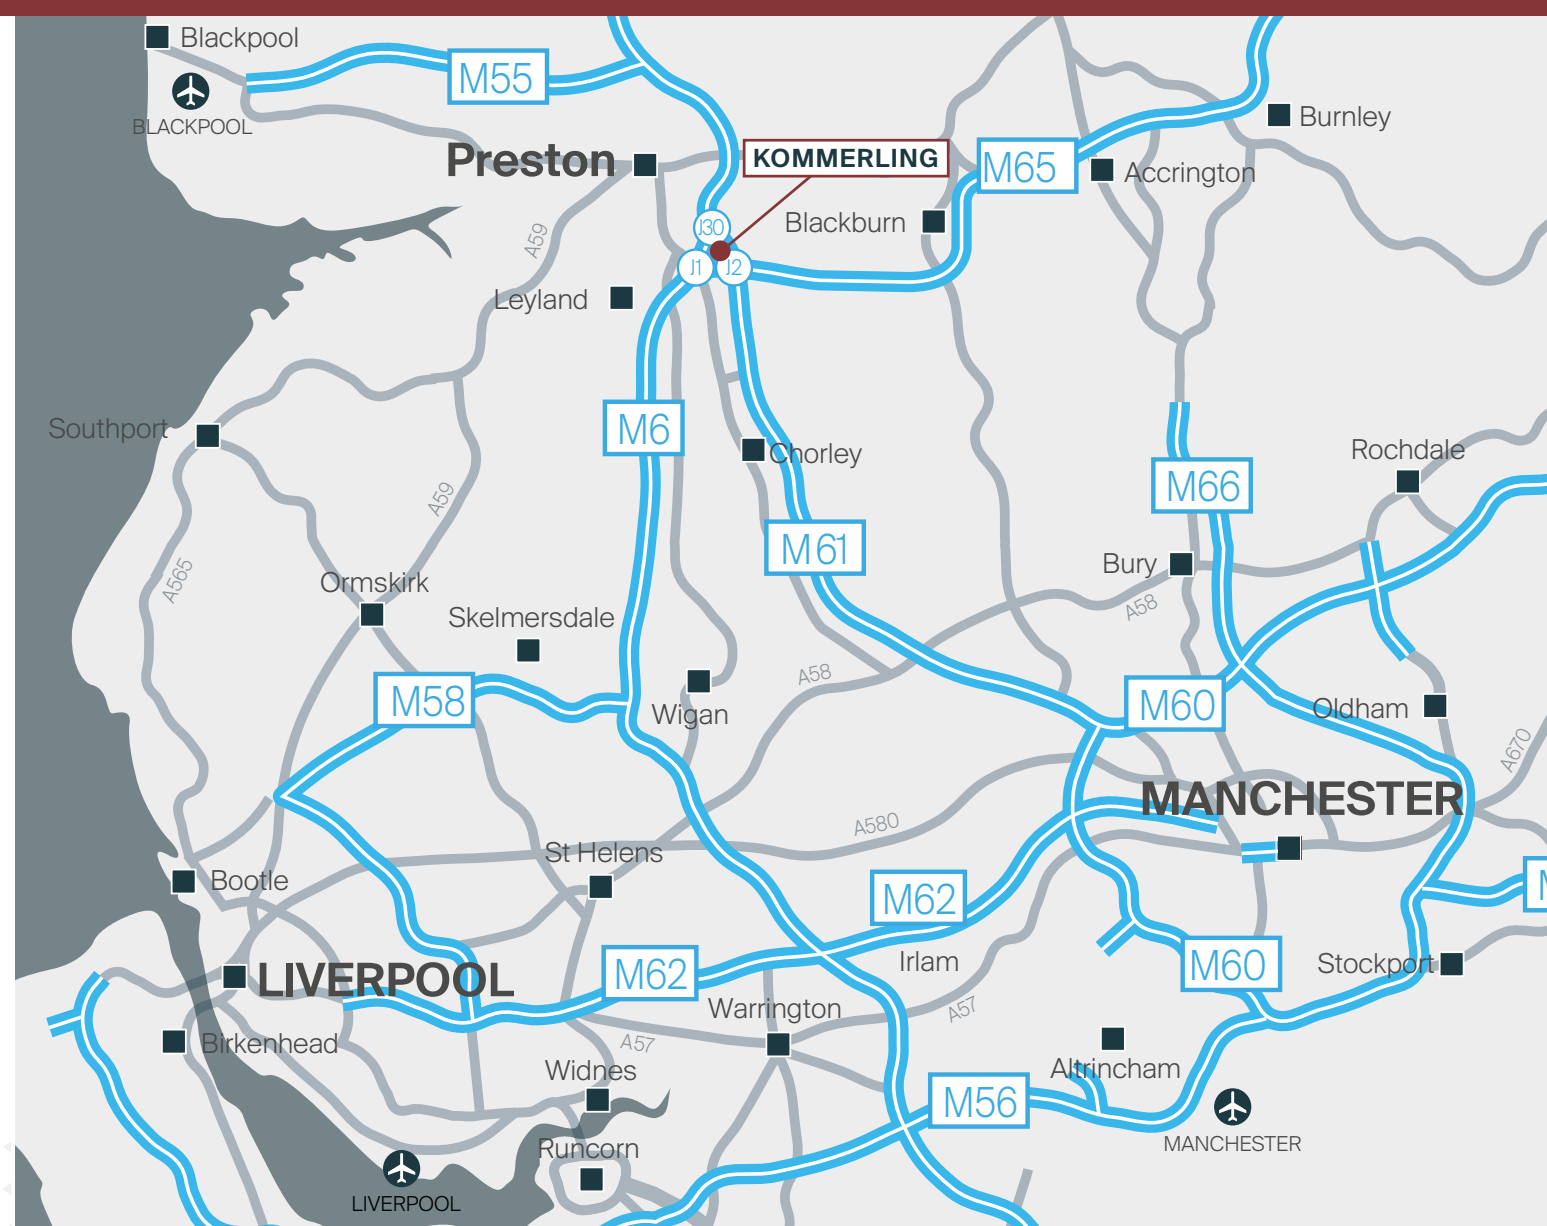 Blackpool
M55
BLACKPOOL
Burnley
Preston
KOMMERLING
M65
Accrington
Blackburn
J30
A59
J1
J2
Leyland
Southport
M6
Chorley
Rochdale
A59
M66
M61
A565
Ormskirk
Bury
A58
Skelmersdale
A58
M58
Wigan
M60
Oldham
A670
MANCHESTER
A580
St Helens
Bootle
M62
M62
Irlam
M60
Stockport
LIVERPOOL
Warrington
A57
Birkenhead
A57
Widnes
Altrincham
M56
MANCHESTER
Runcorn
LIVERPOOL